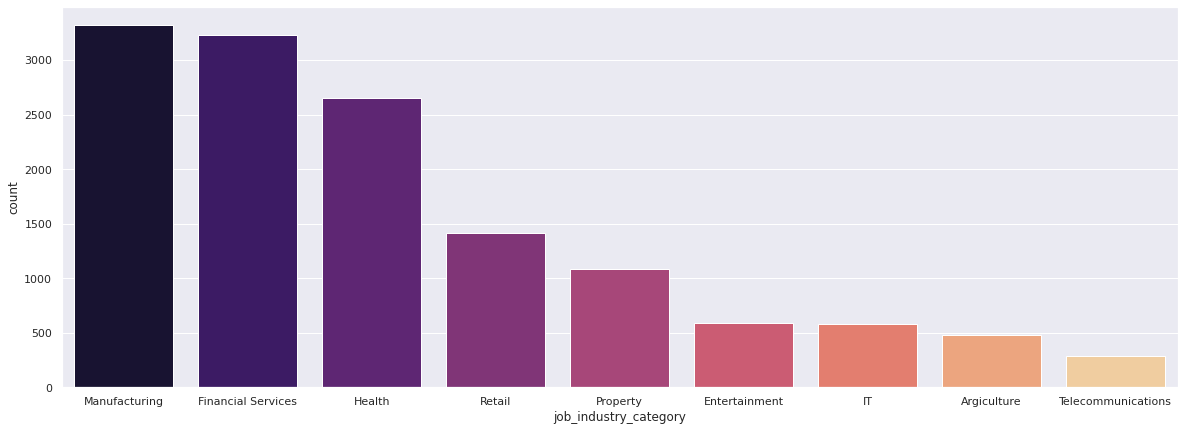 3000
2500
2000
1500
1000
500
0
count
Manufacturing Financial Services Health Retail Property Entertainment IT Argiculture Telecommunications
job_industry_category